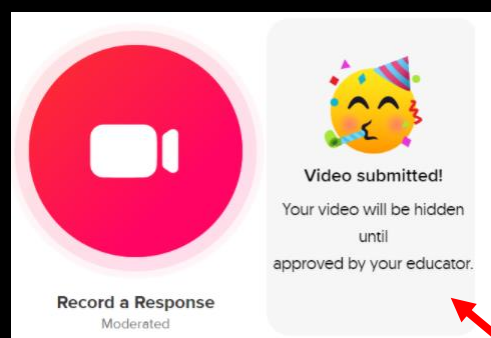 Record a Response
Moderated
Video submitted!
Your video will be hidden
until
approved by your educator.